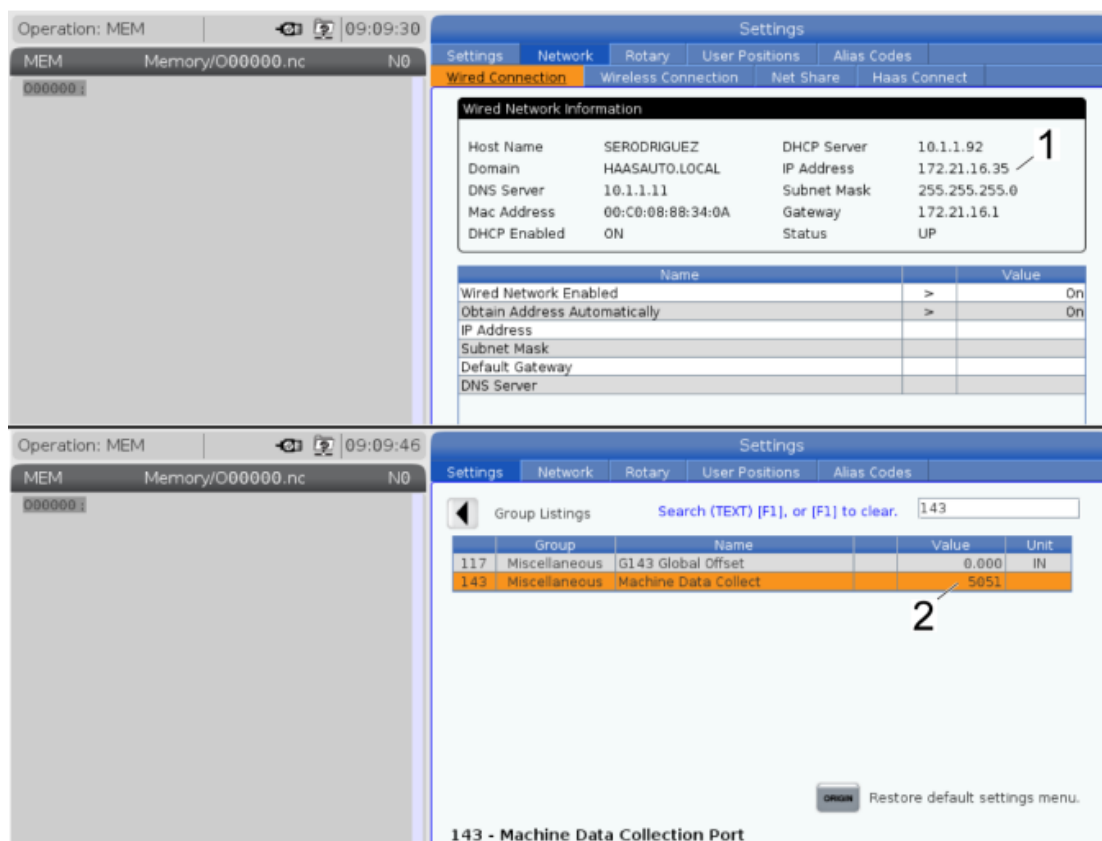 Operation: MEM 09:09:30
MEM Memory/O00000.nc N0
O00000;
Settings
Settings Network Rotary User Positions Alias Codes
Wired Connection Wireless Connection Net Share Haas Connect
Wired Network Information
Host Name SERODRIGUEZ DHCP Server 10.1.1.92
1
Domain HAASAUTO.LOCAL IP Address 172.21.16.35
DNS Server 10.1.1.11 Subnet Mask 255.255.255.0
Mac Address 00:C0:08:88:34:0A Gateway 172.21.16.1
DHCP Enabled ON Status UP
Name Value
Wired Network Enabled > On
Obtain Address Automatically > On
IP Address
Subnet Mask
Default Gateway
DNS Server
Operation: MEM 09:09:46
MEM Memory/O00000.nc N0
O00000;
Settings
Settings Network Rotary User Positions Alias Codes
Group Listings Search (TEXT) [F1], or [F1] to clear. 143
Group Name Value Unit
117 Miscellaneous G143 Global Offset 0.000 IN
143 Miscellaneous Machine Data Collect 5051
2
ORIGIN Restore default settings menu.
143 - Machine Data Collection Port